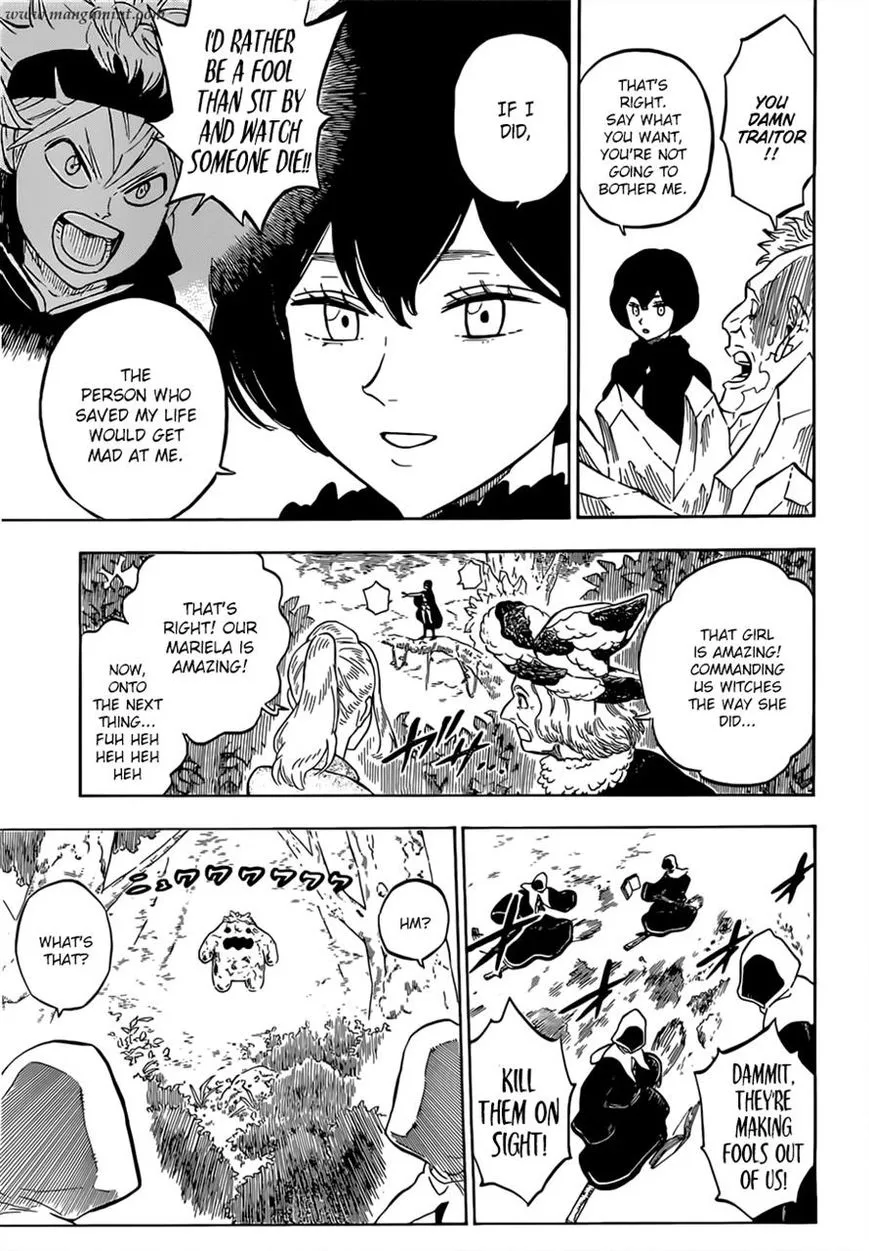 www.mangamint.com
YOU
DAMN
TRAITOR
!!
THAT'S
RIGHT.
SAY WHAT
YOU WANT,
YOU'RE NOT
GOING TO
BOTHER ME.
IF I
DID,
I'D RATHER
BE A FOOL
THAN SIT BY
AND WATCH
SOMEONE DIE!!
THE
PERSON WHO
SAVED MY LIFE
WOULD GET
MAD AT ME.
THAT GIRL
IS AMAZING!
COMMANDING
US WITCHES
THE WAY SHE
DID...
THAT'S
RIGHT! OUR
MARIELA IS
AMAZING!
NOW,
ONTO
THE NEXT
THING...
FUH HEH
HEH HEH
HEH
DAMMIT,
THEY'RE
MAKING
FOOLS OUT
OF US!
KILL
THEM ON
SIGHT!
HM?
WHAT'S
THAT?